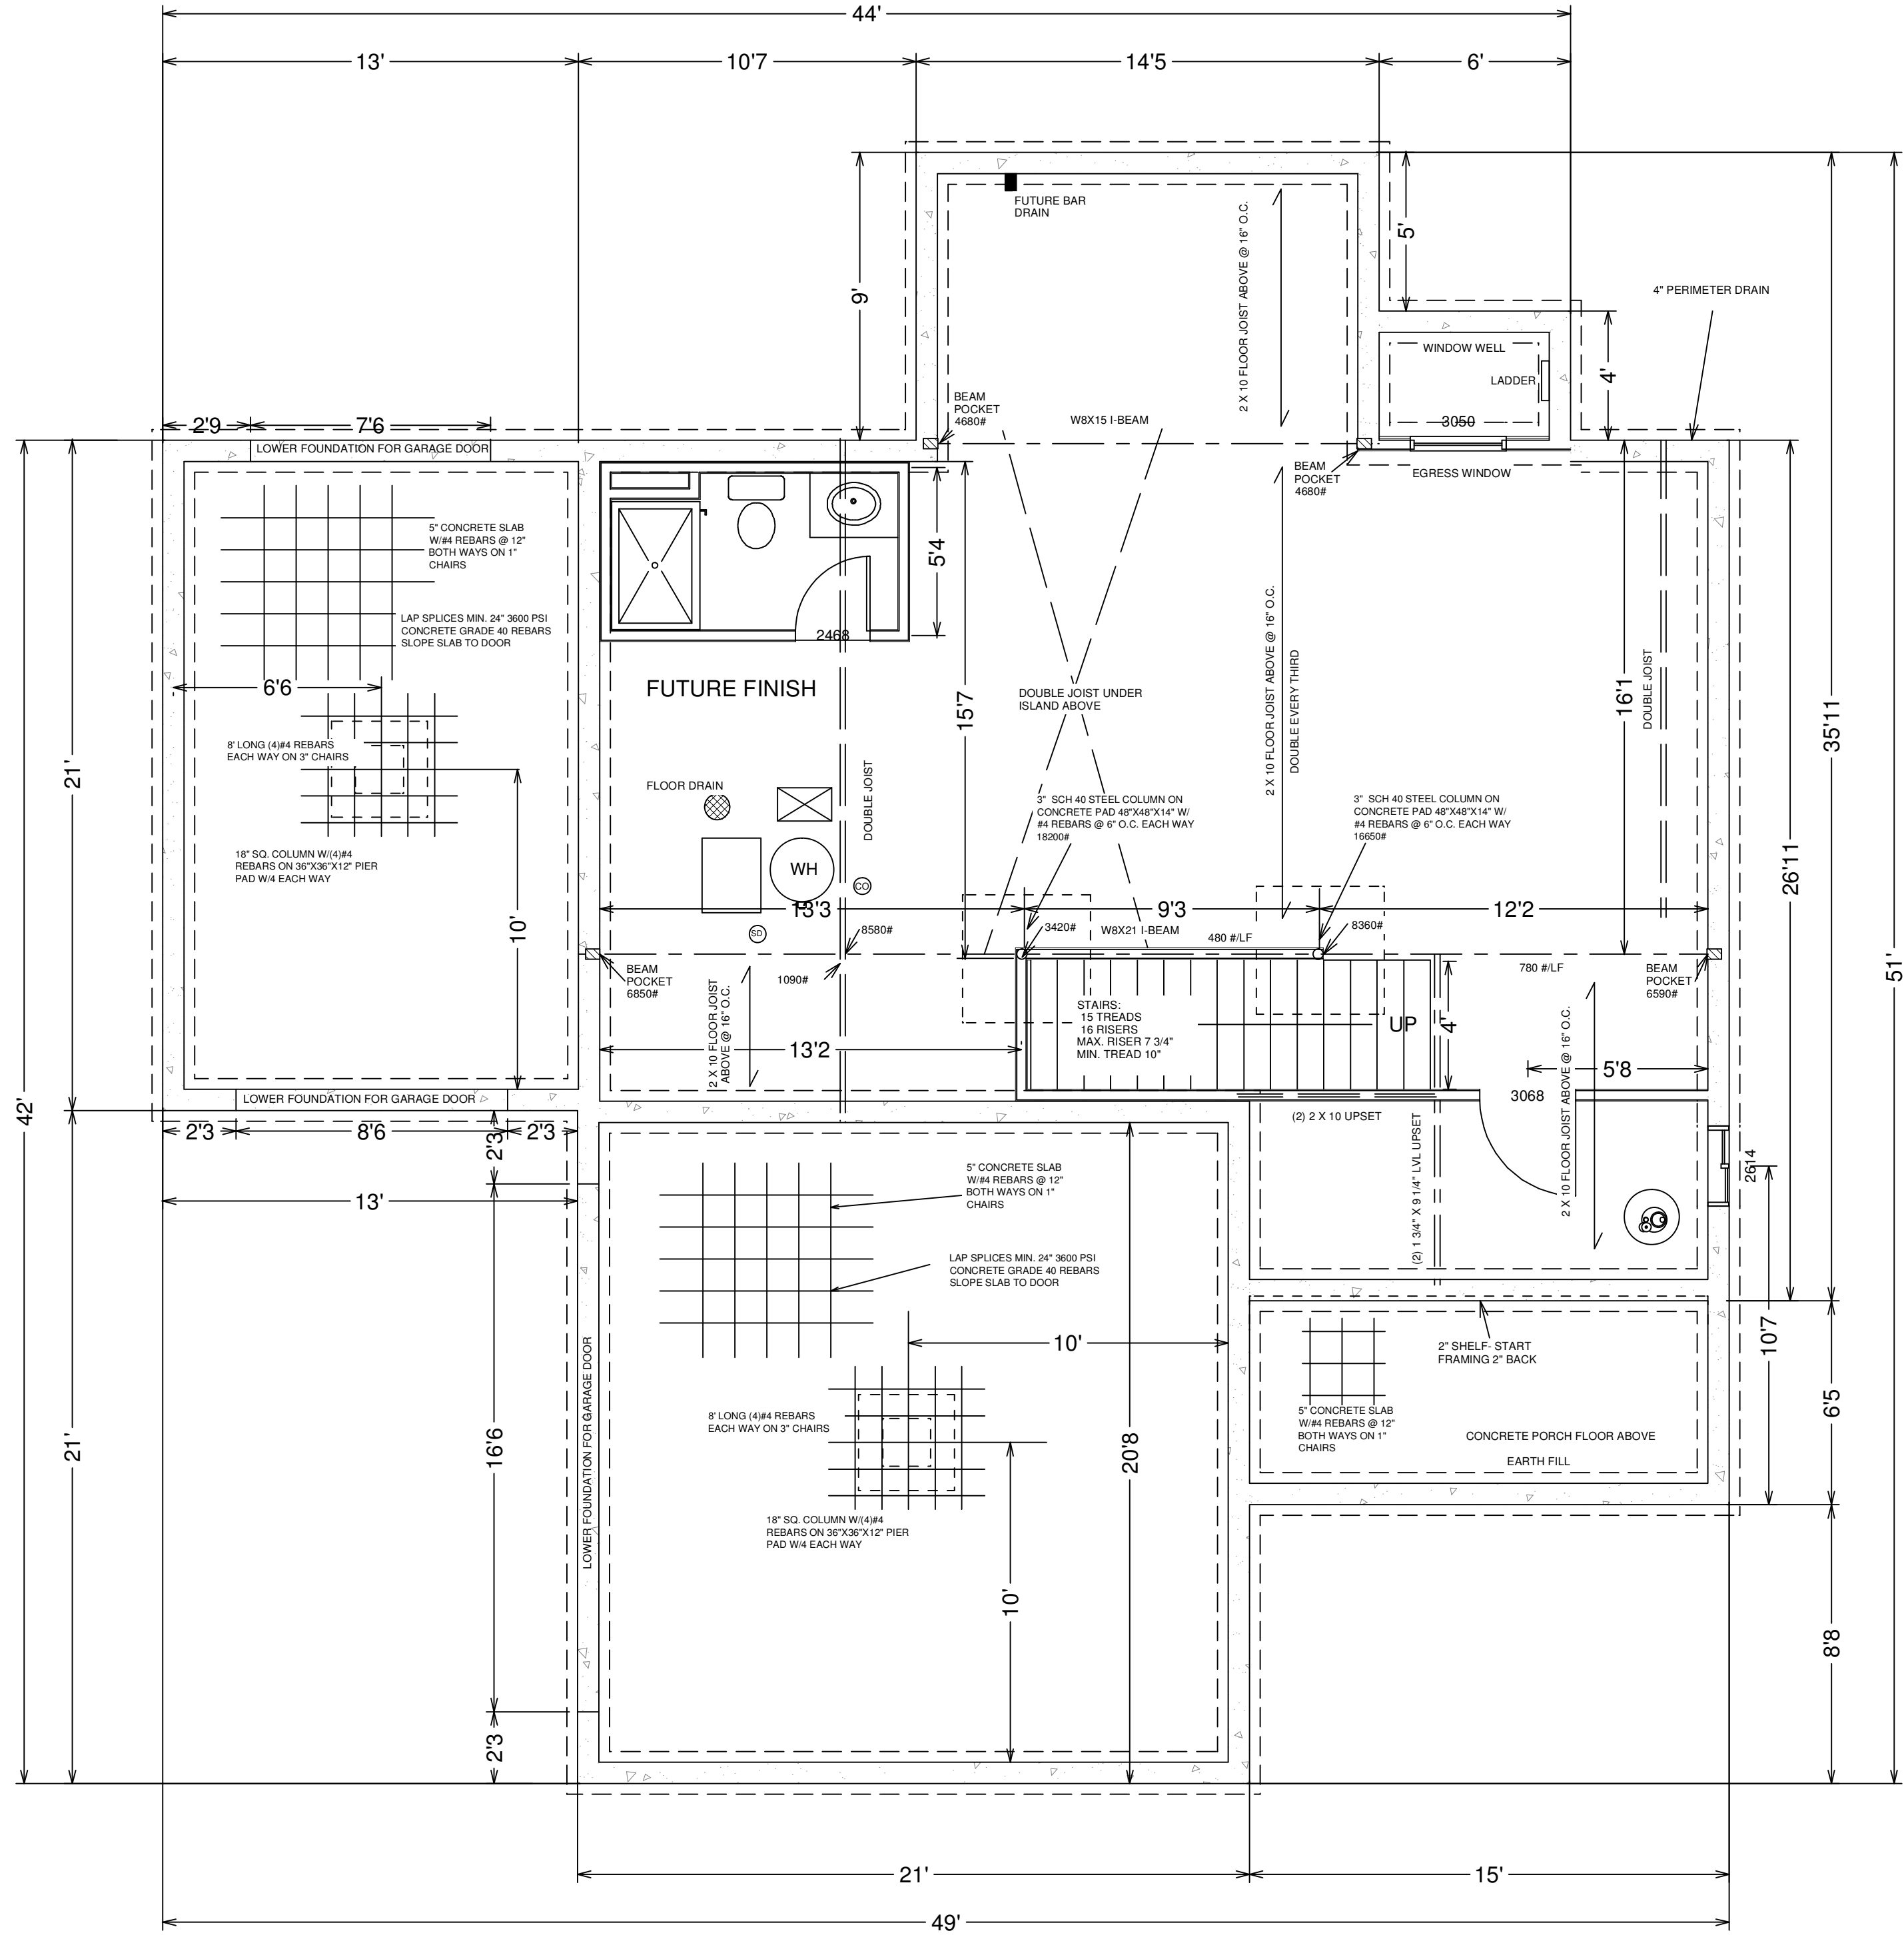 44'
13'
10'7
14'5
6'
FUTURE BAR
DRAIN
2 X 10 FLOOR JOIST ABOVE @ 16" O.C.
5'
9'
4" PERIMETER DRAIN
WINDOW WELL
LADDER
4'
3050
EGRESS WINDOW
BEAM
POCKET
4680#
W8X15 I-BEAM
BEAM
POCKET
4680#
2'9
7'6
LOWER FOUNDATION FOR GARAGE DOOR
5" CONCRETE SLAB
W/#4 REBARS @ 12"
BOTH WAYS ON 1"
CHAIRS
LAP SPLICES MIN. 24" 3600 PSI
CONCRETE GRADE 40 REBARS
SLOPE SLAB TO DOOR
6'6
8' LONG (4)#4 REBARS
EACH WAY ON 3" CHAIRS
18" SQ. COLUMN W/(4)#4
REBARS ON 36"X36"X12" PIER
PAD W/4 EACH WAY
10'
21'
42'
21'
5'4
2468
FUTURE FINISH
15'7
DOUBLE JOIST UNDER
ISLAND ABOVE
2 X 10 FLOOR JOIST ABOVE @ 16" O.C.
DOUBLE EVERY THIRD
16'1
DOUBLE JOIST
35'11
26'11
51'
FLOOR DRAIN
DOUBLE JOIST
WH
CO
SD
3" SCH 40 STEEL COLUMN ON
CONCRETE PAD 48"X48"X14" W/
#4 REBARS @ 6" O.C. EACH WAY
18200#
3" SCH 40 STEEL COLUMN ON
CONCRETE PAD 48"X48"X14" W/
#4 REBARS @ 6" O.C. EACH WAY
16650#
13'3
9'3
12'2
8580#
3420#
W8X21 I-BEAM
480 #/LF
8360#
BEAM
POCKET
6850#
1090#
780 #/LF
BEAM
POCKET
6590#
2 X 10 FLOOR JOIST
ABOVE @ 16" O.C.
13'2
STAIRS:
15 TREADS
16 RISERS
MAX. RISER 7 3/4"
MIN. TREAD 10"
UP
4'
2 X 10 FLOOR JOIST ABOVE @ 16" O.C.
5'8
3068
LOWER FOUNDATION FOR GARAGE DOOR
2'3
8'6
2'3
2'3
13'
16'6
2'3
LOWER FOUNDATION FOR GARAGE DOOR
(2) 2 X 10 UPSET
(2) 1 3/4" X 9 1/4" LVL UPSET
2614
5" CONCRETE SLAB
W/#4 REBARS @ 12"
BOTH WAYS ON 1"
CHAIRS
LAP SPLICES MIN. 24" 3600 PSI
CONCRETE GRADE 40 REBARS
SLOPE SLAB TO DOOR
10'
8' LONG (4)#4 REBARS
EACH WAY ON 3" CHAIRS
18" SQ. COLUMN W/(4)#4
REBARS ON 36"X36"X12" PIER
PAD W/4 EACH WAY
10'
20'8
2" SHELF- START
FRAMING 2" BACK
5" CONCRETE SLAB
W/#4 REBARS @ 12"
BOTH WAYS ON 1"
CHAIRS
CONCRETE PORCH FLOOR ABOVE
EARTH FILL
10'7
6'5
8'8
21'
15'
49'